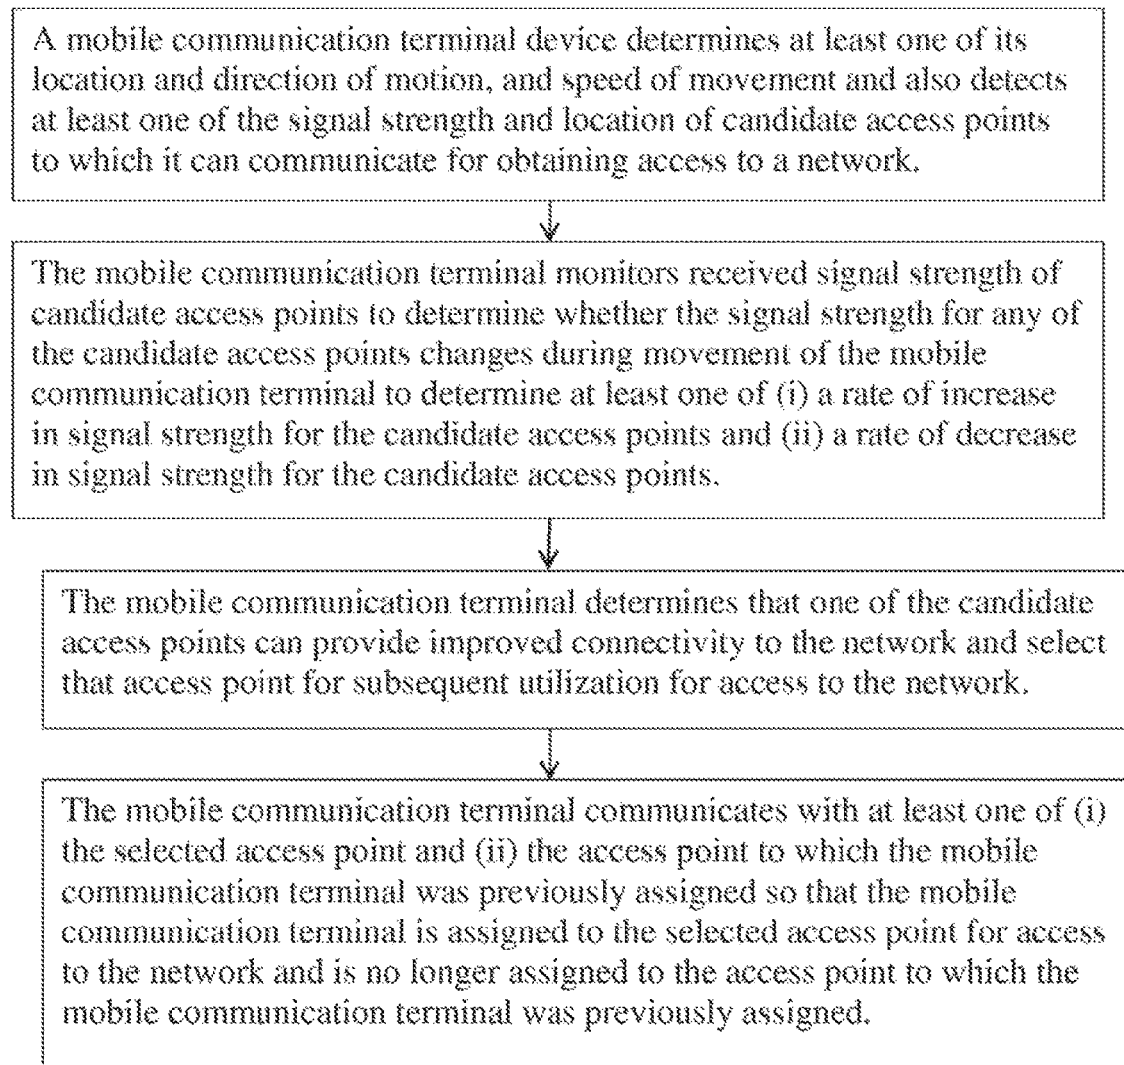 A mobile communication terminal device determines at least one of its
location and direction of motion, and speed of movement and also detects
at least one of the signal strength and location of candidate access points
to which it can communicate for obtaining access to a network.
The mobile communication terminal monitors received signal strength of
candidate access points to determine whether the signal strength for any of
the candidate access points changes during movement of the mobile
communication terminal to determine at least one of (i) a rate of increase
in signal strength for the candidate access points and (ii) a rate of decrease
in signal strength for the candidate access points.
The mobile communication terminal determines that one of the candidate
access points can provide improved connectivity to the network and select
that access point for subsequent utilization for access to the network.
The mobile communication terminal communicates with at least one of (i)
the selected access point and (ii) the access point to which the mobile
communication terminal was previously assigned so that the mobile
communication terminal is assigned to the selected access point for access
to the network and is no longer assigned to the access point to which the
mobile communication terminal was previously assigned.